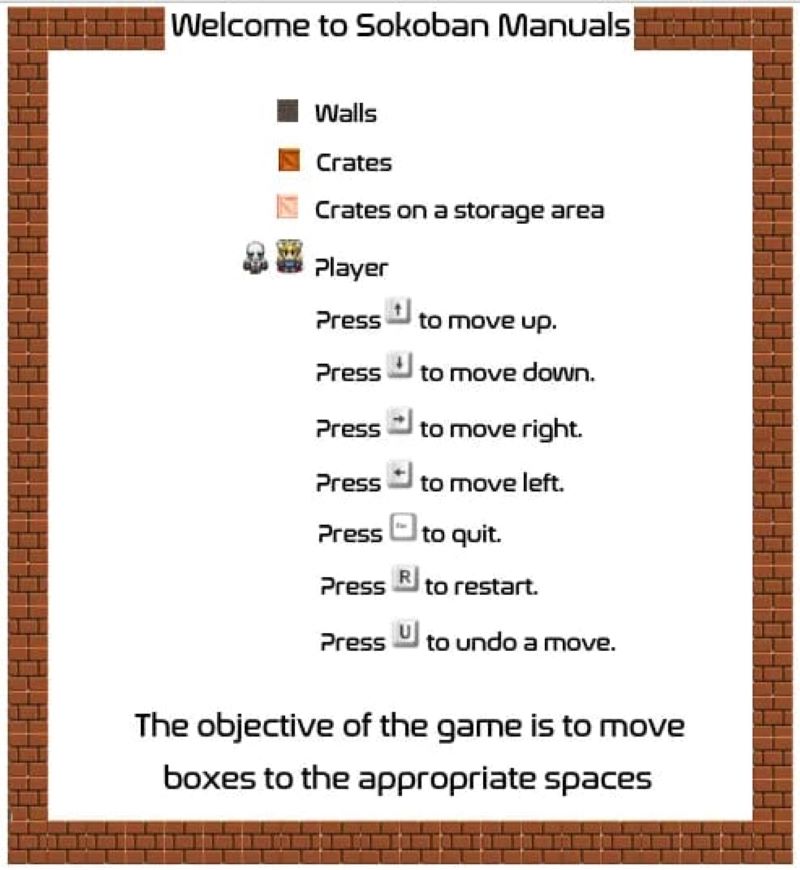 Welcome to Sokoban Manuals
Walls
Crates
Crates on a storage area
Player
Press ↑ to move up.
Press ↓ to move down.
Press → to move right.
Press ← to move left.
Press to quit.
Press R to restart.
Press U to undo a move.
The objective of the game is to move
boxes to the appropriate spaces